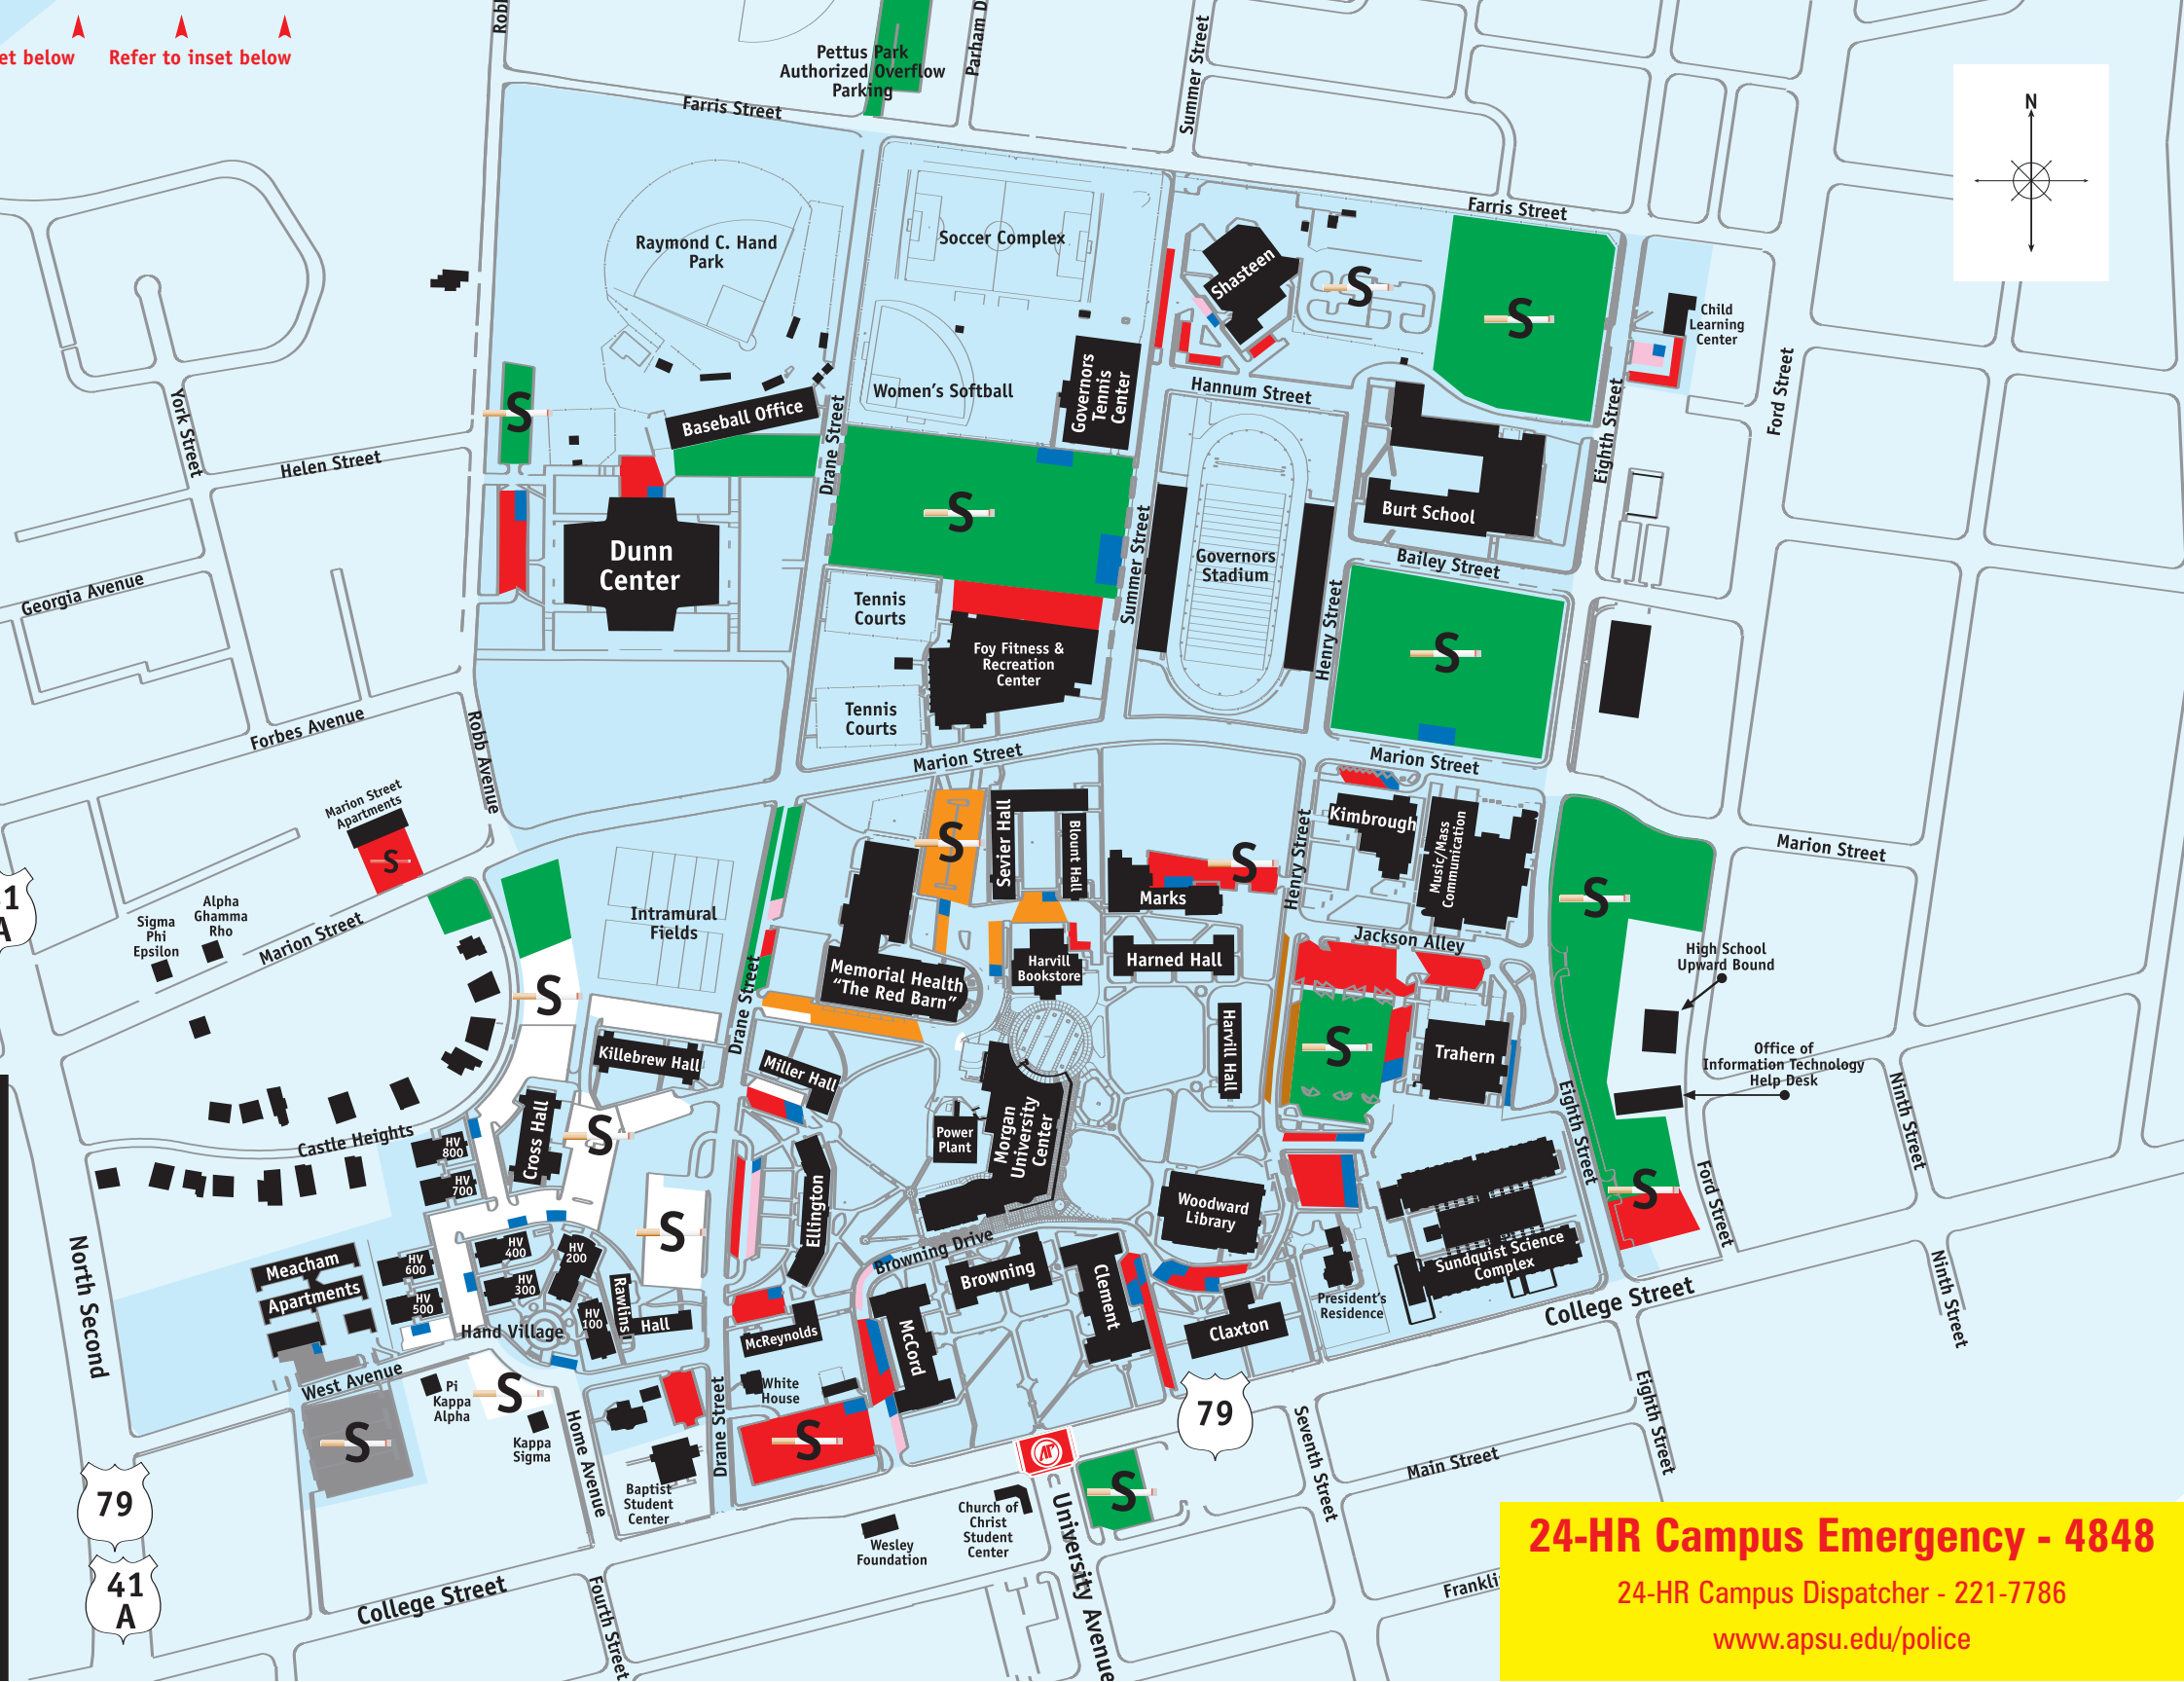 et below
Refer to inset below
Robb
Pettus Park
Authorized Overflow
Parking
Parham D
Summer Street
N
Farris Street
Farris Street
Raymond C. Hand
Park
Soccer Complex
Shasteen
S
S
Child
Learning
Center
Women's Softball
Governors
Tennis
Center
Hannum Street
Ford Street
Eighth Street
York Street
Helen Street
S
Baseball Office
Drane Street
S
Burt School
Dunn
Center
Summer Street
Governors
Stadium
Bailey Street
Georgia Avenue
Tennis
Courts
Foy Fitness &
Recreation
Center
Henry Street
S
Tennis
Courts
Forbes Avenue
Robb Avenue
Marion Street
Marion Street
Marion Street
Apartments
S
Sevier Hall
Blount Hall
S
S
Marks
Henry Street
Kimbrough
Music/Mass
Communication
Marion Street
S
1
A
Alpha
Ghamma
Rho
Sigma
Phi
Epsilon
Marion Street
Intramural
Fields
Memorial Health
"The Red Barn"
Harvill
Bookstore
Harned Hall
Jackson Alley
High School
Upward Bound
S
Drane Street
Killebrew Hall
Miller Hall
Harvill Hall
S
Trahern
Office of
Information Technology
Help Desk
Ninth Street
Castle Heights
HV
800
HV
700
Cross Hall
S
Power
Plant
Morgan
University
Center
Eighth Street
S
Ford Street
Ellington
Woodward
Library
S
North Second
Meacham
Apartments
HV
600
HV
500
HV
400
HV
300
HV
200
HV
100
Rawlins
Hall
Hand Village
Browning Drive
Browning
Clement
Claxton
President's
Residence
Sundquist Science
Complex
College Street
Ninth Street
McReynolds
McCord
West Avenue
Pi
Kappa
Alpha
S
Kappa
Sigma
Home Avenue
White
House
Drane Street
S
S
79
Seventh Street
Eighth Street
Main Street
Baptist
Student
Center
AP
S
79
41
A
Wesley
Foundation
Church of
Christ
Student
Center
University Avenue
College Street
Fourth Street
Frankli
24-HR Campus Emergency - 4848
24-HR Campus Dispatcher - 221-7786
www.apsu.edu/police